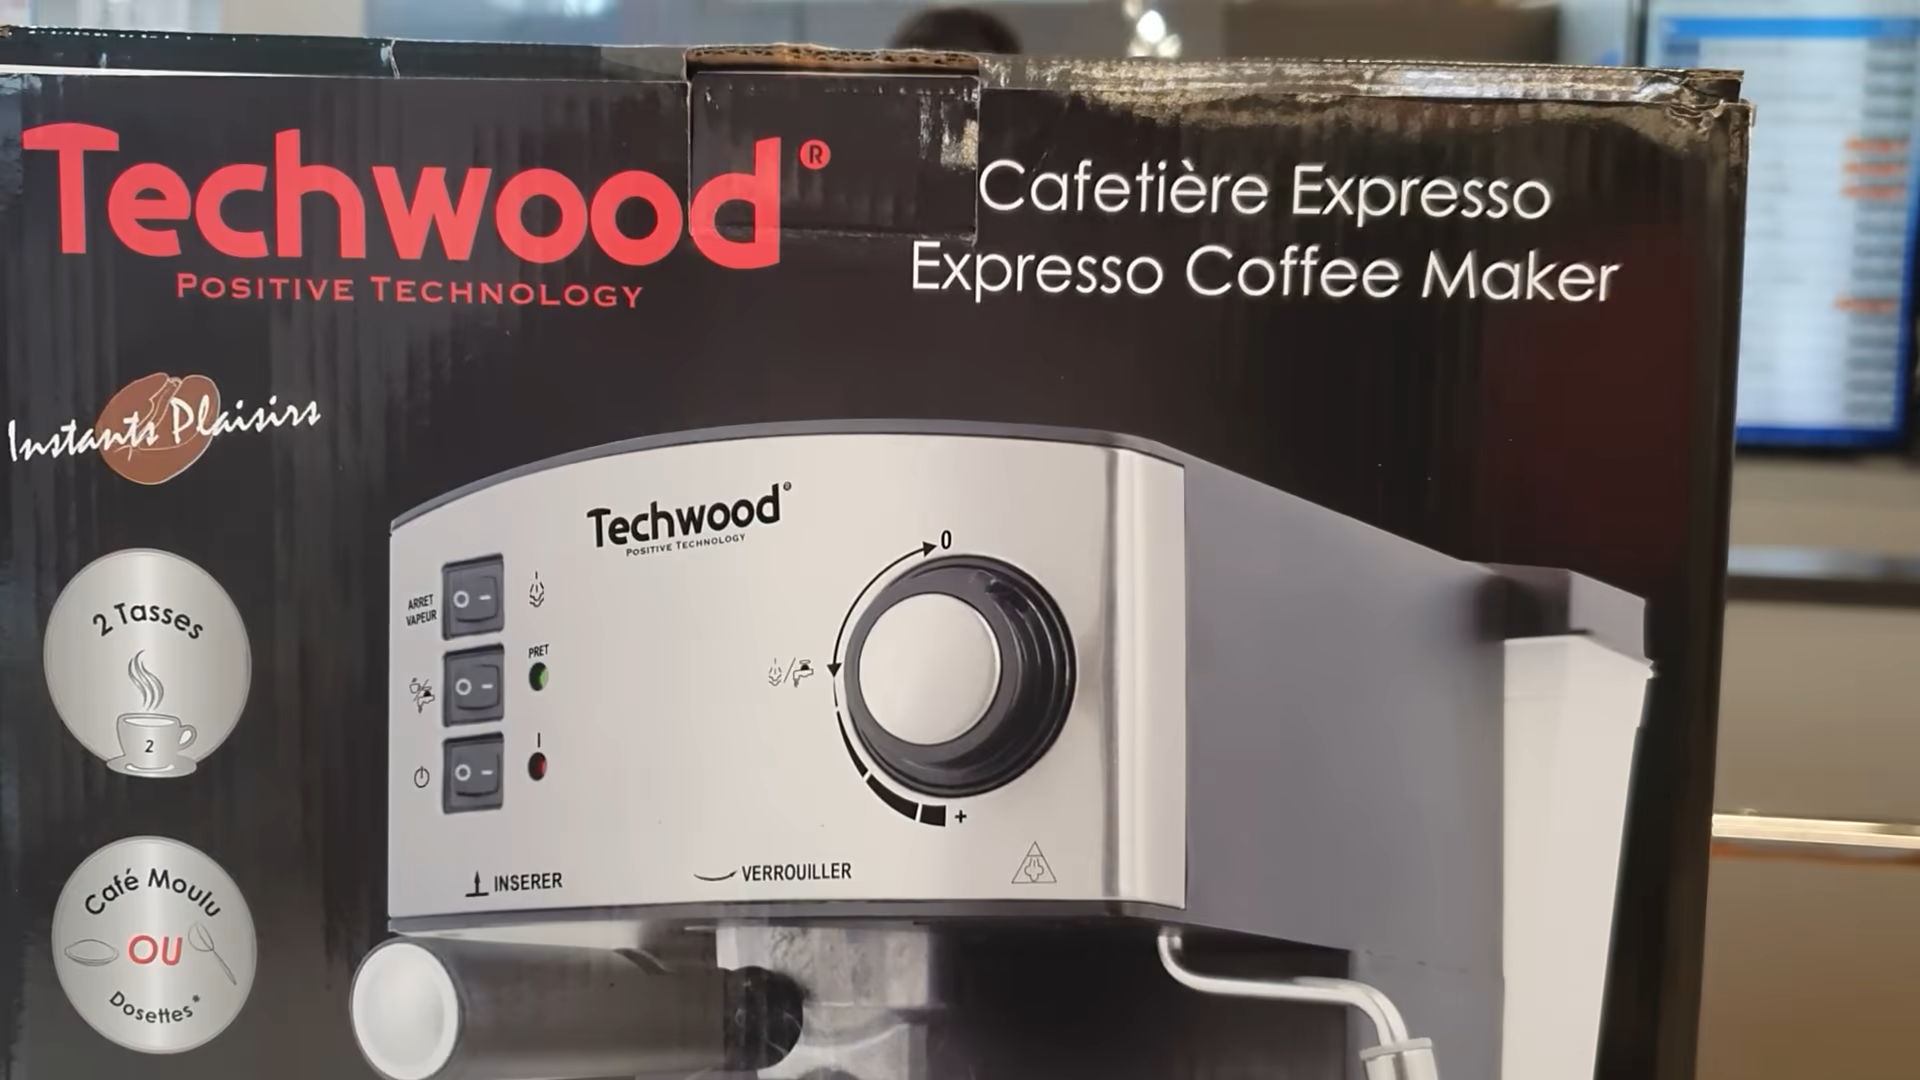 Techwood®
POSITIVE TECHNOLOGY
Cafetière Expresso
Expresso Coffee Maker
Instants Plaisirs
2 Tasses
2
Café Moulu
OU
Dosettes*
Techwood®
POSITIVE TECHNOLOGY
ARRET
VAPEUR
PRET
0
+
INSERER
VERROUILLER